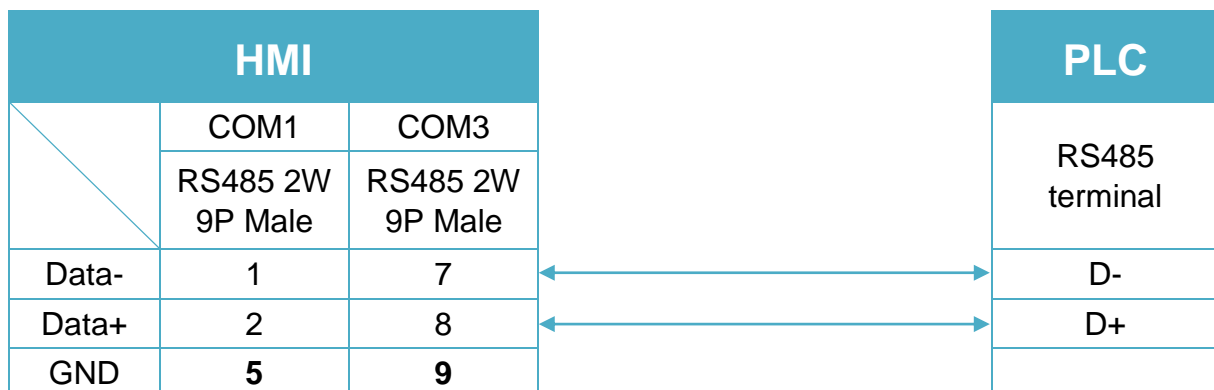 HMI PLC
COM1 COM3
RS485 2W RS485 2W RS485
9P Male 9P Male terminal
Data- 1 7 D-
Data+ 2 8 D+
GND 5 9